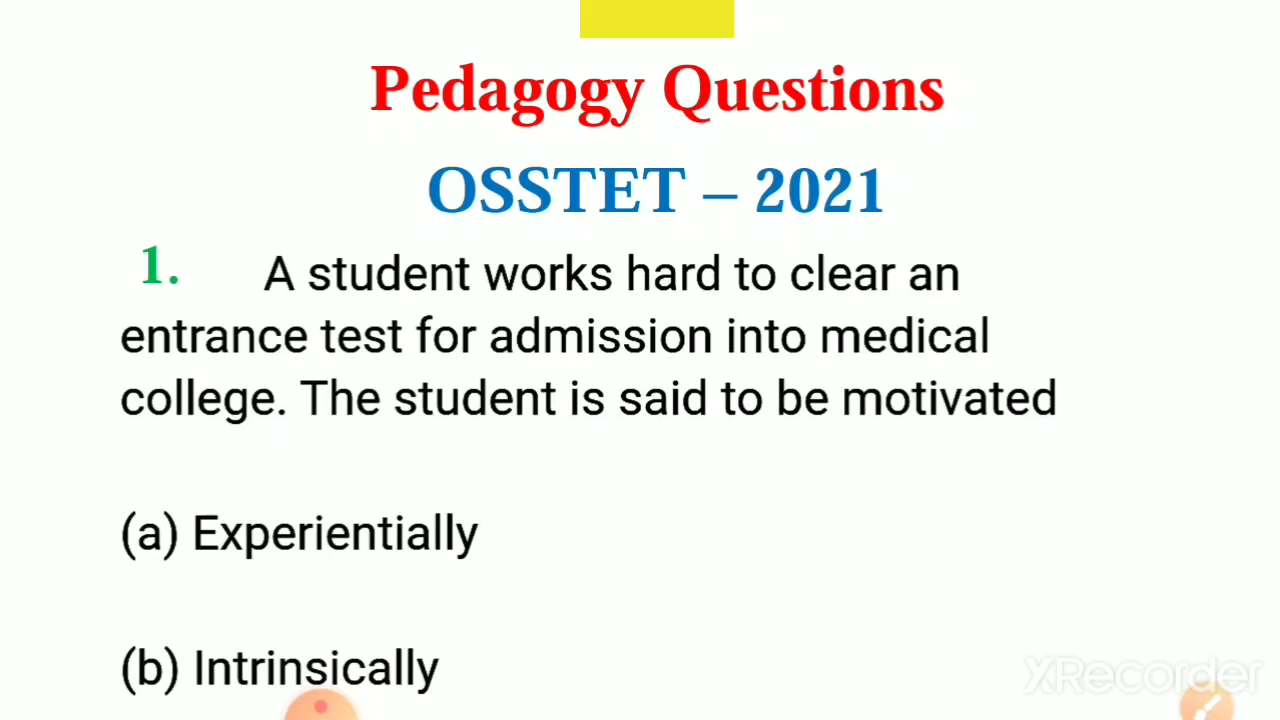 Pedagogy Questions
OSSTET – 2021
1. A student works hard to clear an
entrance test for admission into medical
college. The student is said to be motivated
(a) Experientially
(b) Intrinsically
XRecorder